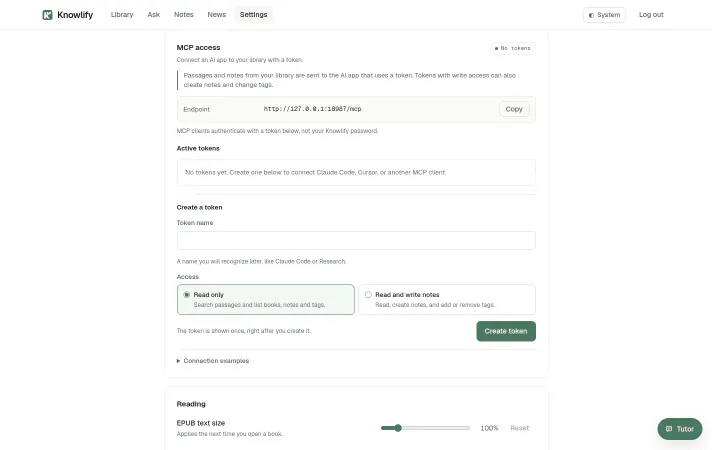 Knowlify
Library
Ask
Notes
News
Settings
System
Log out
MCP access
No tokens
Connect an AI app to your library with a token.
Passages and notes from your library are sent to the AI app that uses a token. Tokens with write access can also
create notes and change tags.
Endpoint
http://127.0.0.1:18987/mcp
Copy
MCP clients authenticate with a token below, not your Knowlify password.
Active tokens
No tokens yet. Create one below to connect Claude Code, Cursor, or another MCP client.
Create a token
Token name
A name you will recognize later, like Claude Code or Research.
Access
Read only
Search passages and list books, notes and tags.
Read and write notes
Read, create notes, and add or remove tags.
The token is shown once, right after you create it.
Create token
Connection examples
Reading
EPUB text size
Applies the next time you open a book.
100%
Reset
Tutor